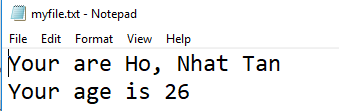 myfile.txt - Notepad
File Edit Format View Help
Your are Ho, Nhat Tan
Your age is 26